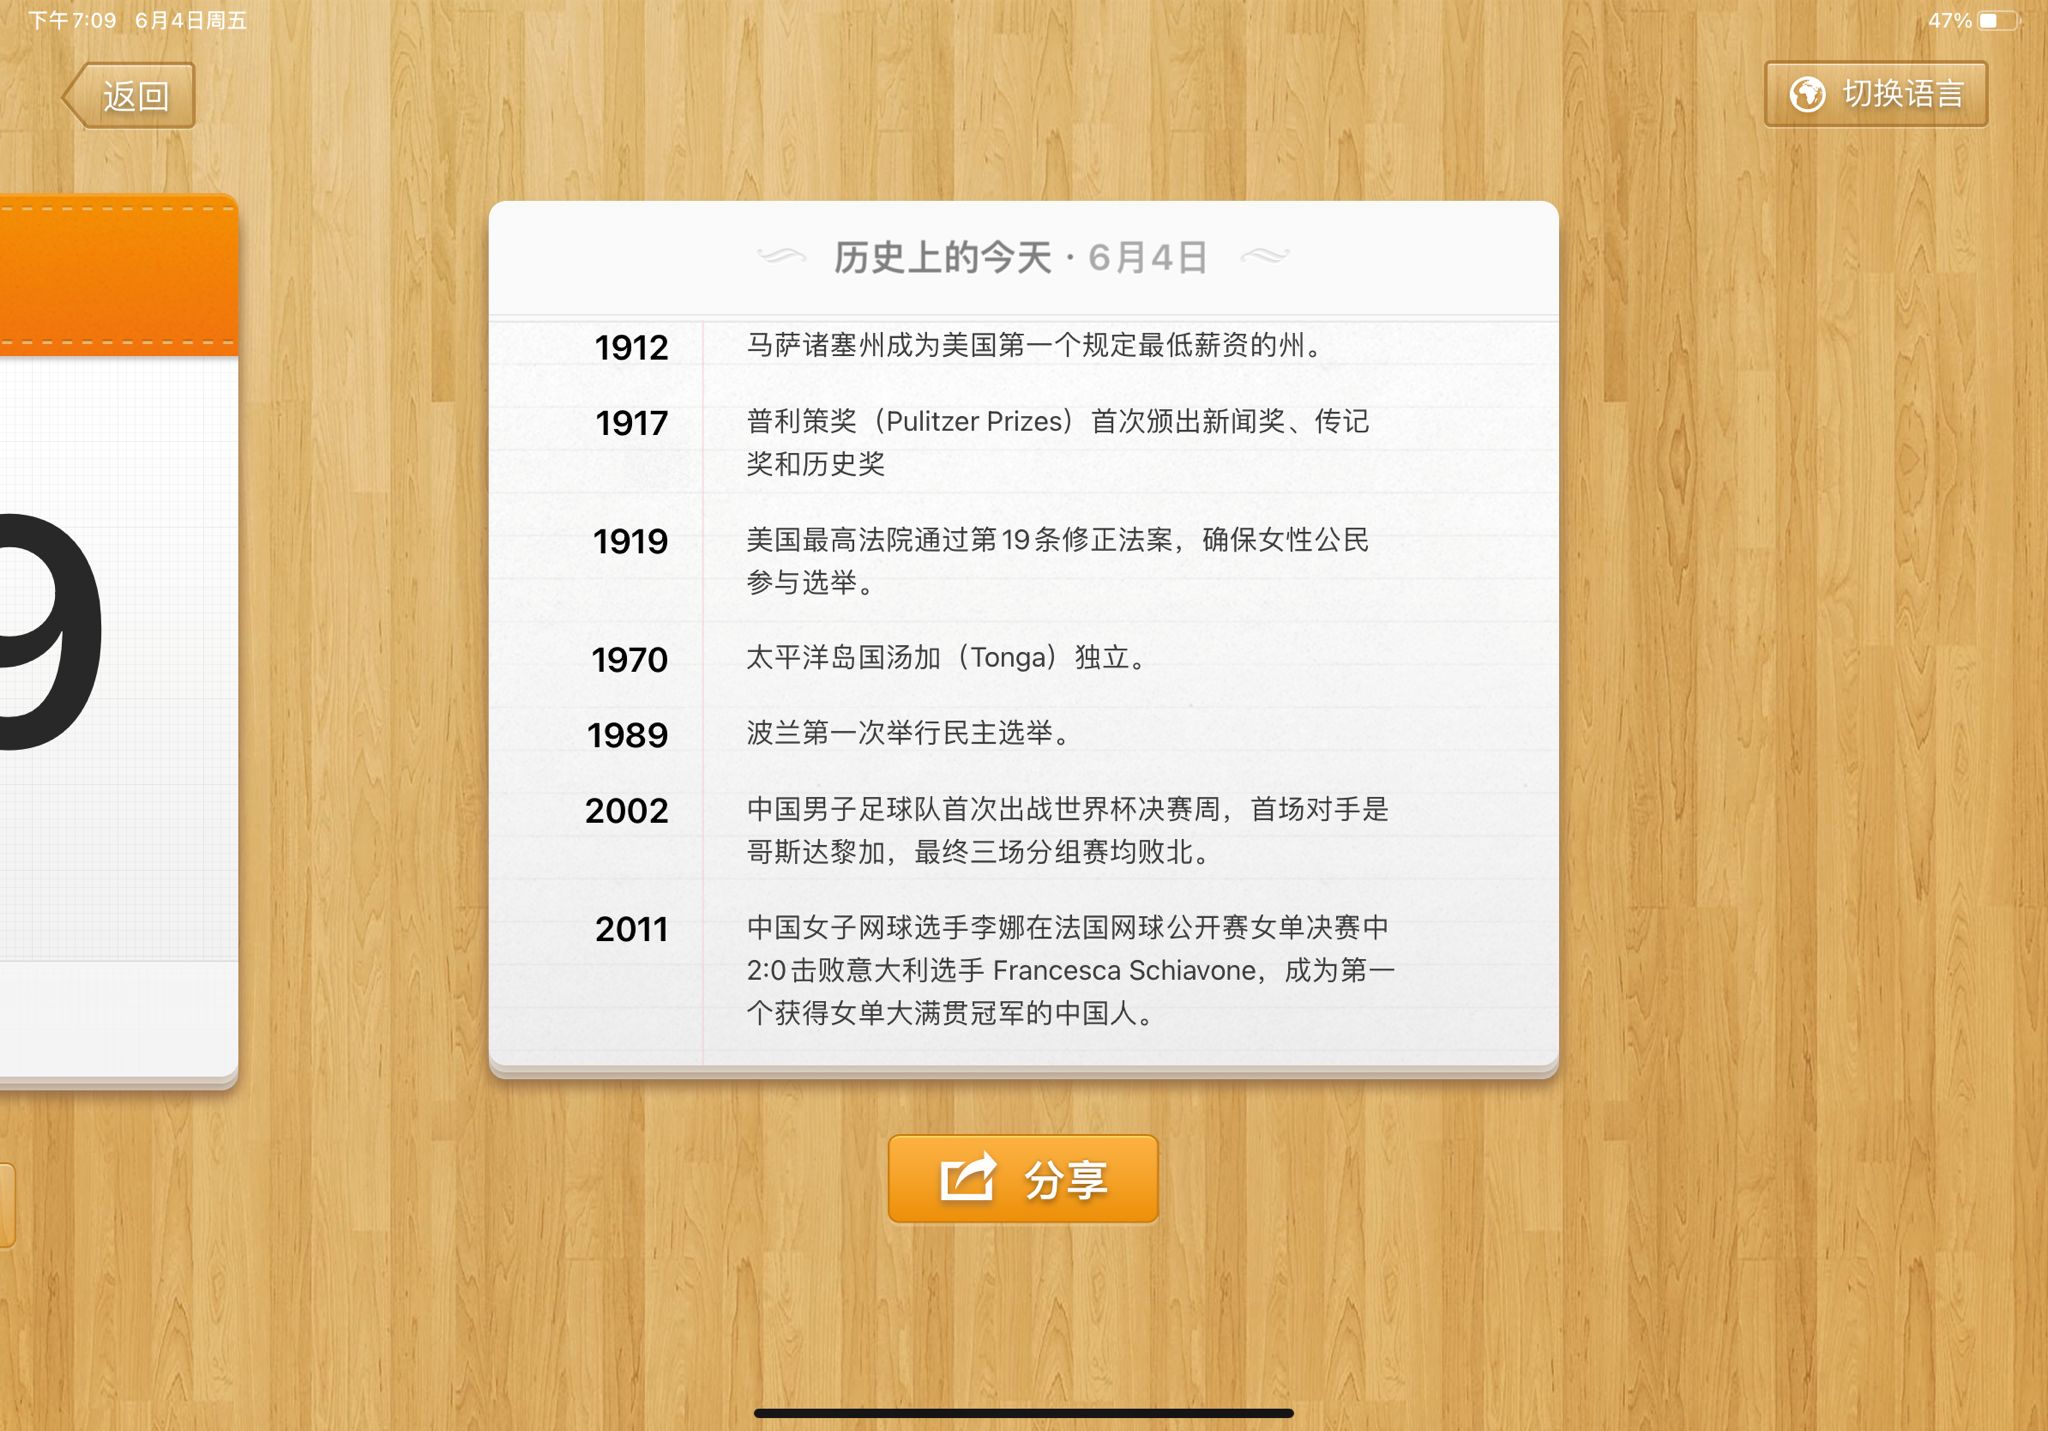 下午7:09 6月4日周五
47%
返回
切换语言
9
历史上的今天 · 6月4日
1912 马萨诸塞州成为美国第一个规定最低薪资的州。
1917 普利策奖（Pulitzer Prizes）首次颁出新闻奖、传记
奖和历史奖
1919 美国最高法院通过第19条修正法案，确保女性公民
参与选举。
1970 太平洋岛国汤加（Tonga）独立。
1989 波兰第一次举行民主选举。
2002 中国男子足球队首次出战世界杯决赛周，首场对手是
哥斯达黎加，最终三场分组赛均败北。
2011 中国女子网球选手李娜在法国网球公开赛女单决赛中
2:0击败意大利选手 Francesca Schiavone，成为第一
个获得女单大满贯冠军的中国人。
分享